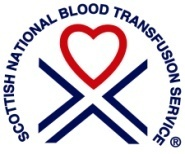 SCOTTISH NATIONAL BLOOD TRANSFUSION SERVICE
®